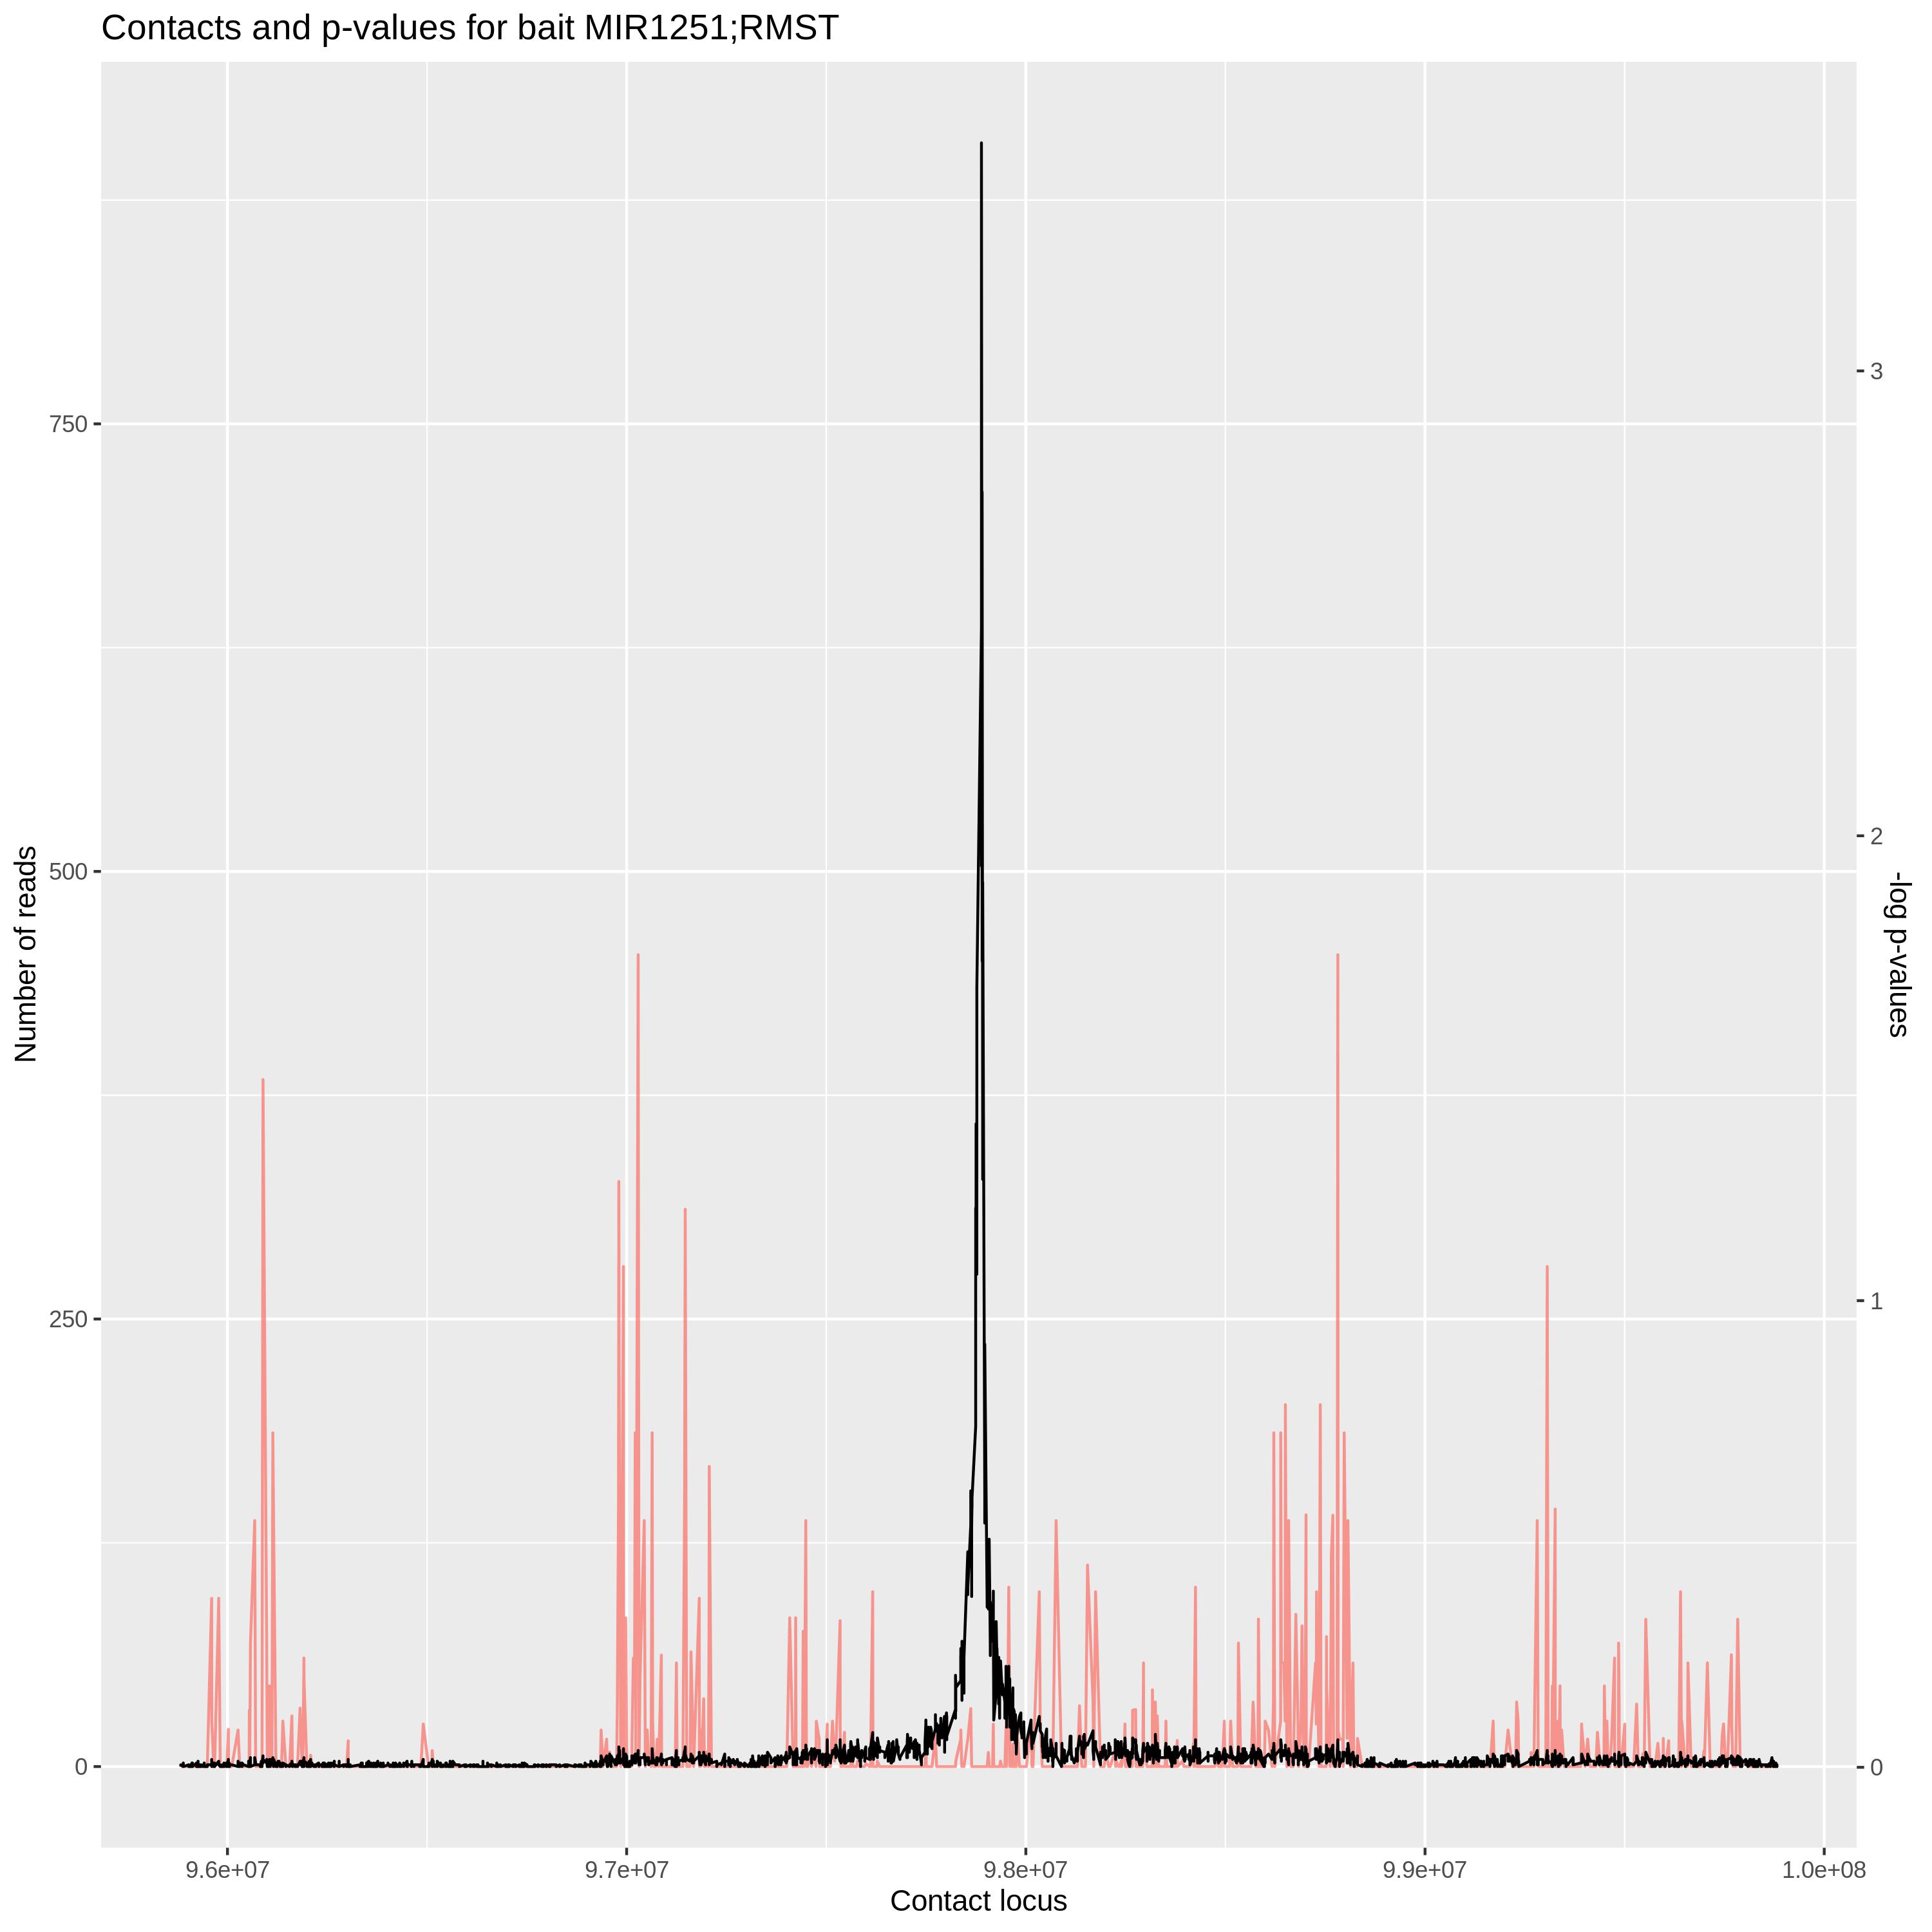 Contacts and p-values for bait MIR1251;RMST
Number of reads
750
500
250
0
3
2
1
0
-log p-values
9.6e+07
9.7e+07
9.8e+07
9.9e+07
1.0e+08
Contact locus